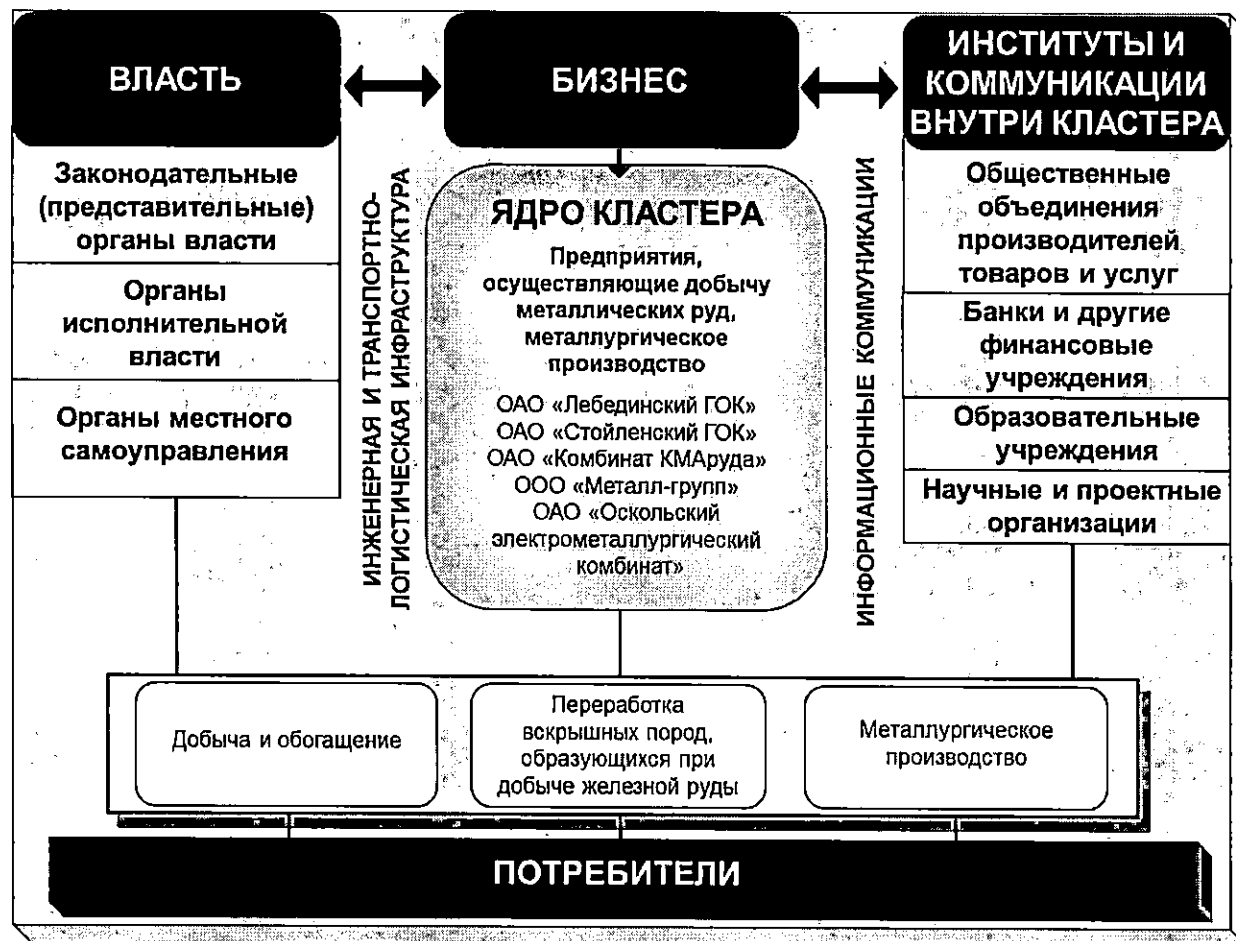 ВЛАСТЬ
Законодательные
(представительные)
органы власти
Органы
исполнительной
власти
Органы местного
самоуправления
ИНЖЕНЕРНАЯ И ТРАНСПОРТНО-
ЛОГИСТИЧЕСКАЯ ИНФРАСТРУКТУРА
БИЗНЕС
ЯДРО КЛАСТЕРА
Предприятия,
осуществляющие добычу
металлических руд,
металлургическое
производство
ОАО «Лебединский ГОК»
ОАО «Стойленский ГОК»
ОАО «Комбинат КМАруда»
ООО «Металл-групп»
ОАО «Оскольский
электрометаллургический
комбинат»
ИНФОРМАЦИОННЫЕ КОММУНИКАЦИИ
ИНСТИТУТЫ И
КОММУНИКАЦИИ
ВНУТРИ КЛАСТЕРА
Общественные
объединения
производителей
товаров и услуг
Банки и другие
финансовые
учреждения
Образовательные
учреждения
Научные и проектные
организации
Добыча и обогащение
Переработка
вскрышных пород,
образующихся при
добыче железной руды
Металлургическое
производство
ПОТРЕБИТЕЛИ